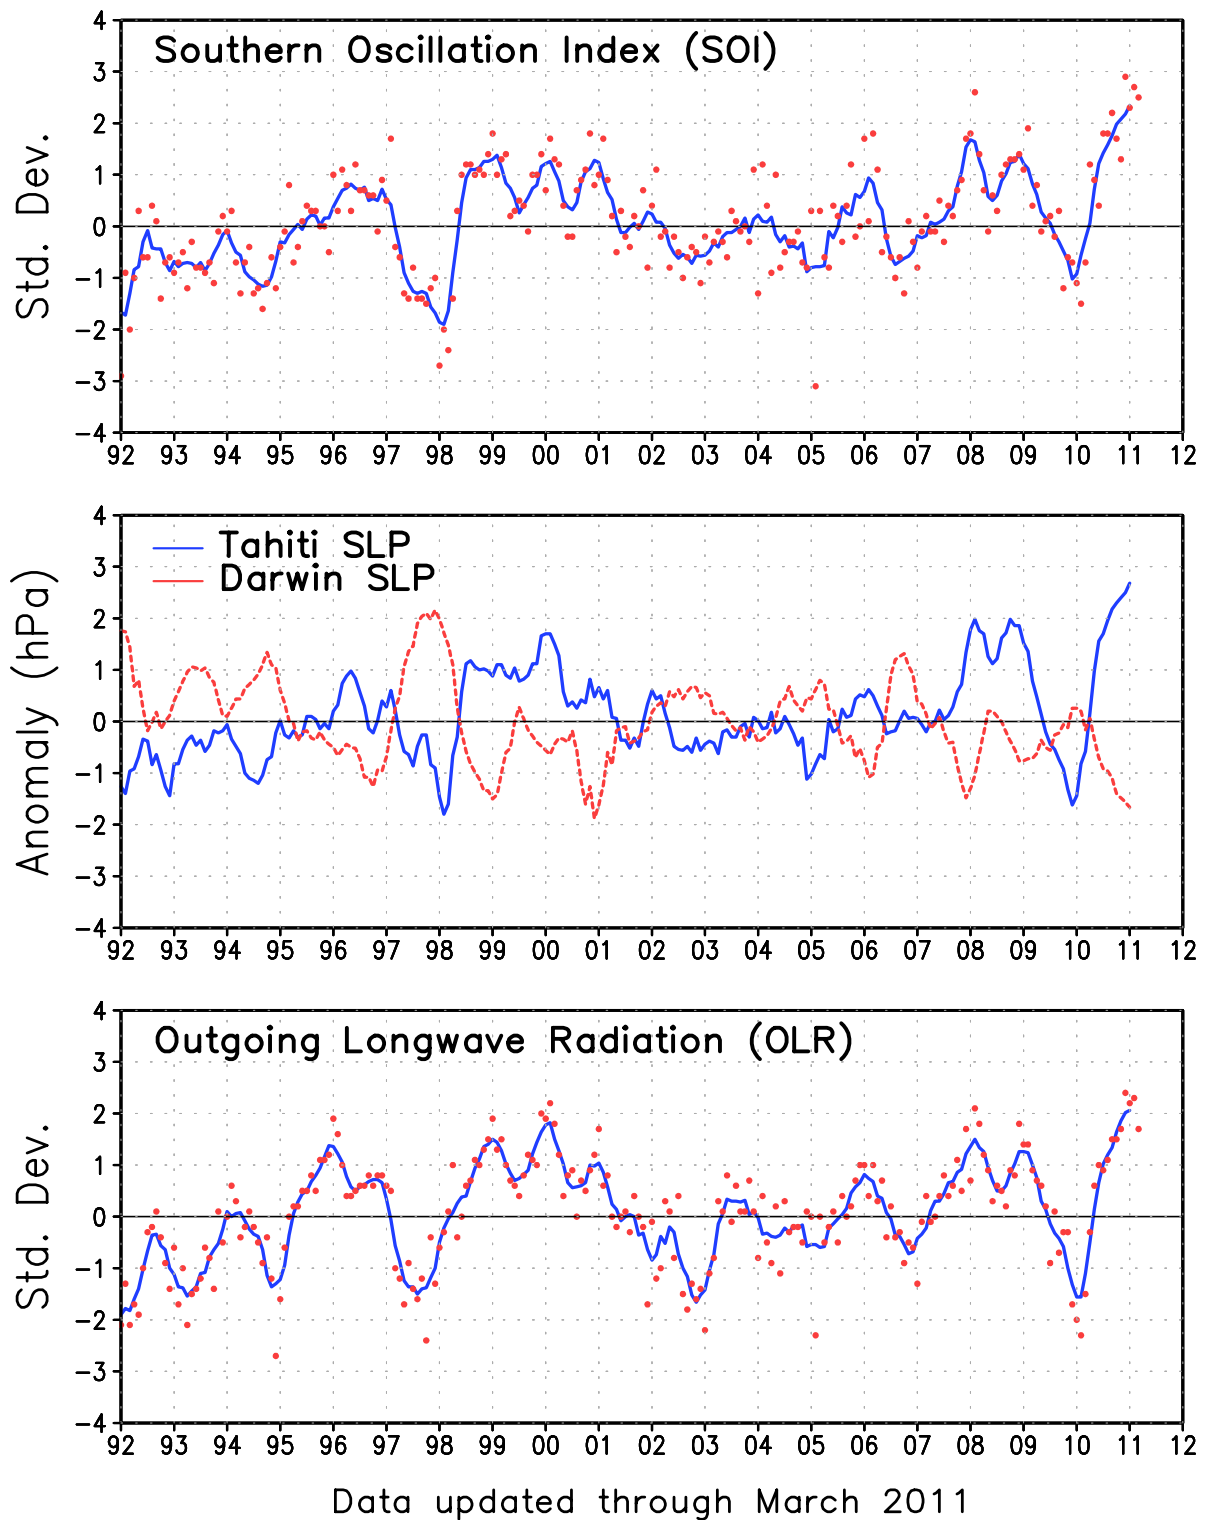 Southern Oscillation Index (SOI)
Std. Dev.
4
3
2
1
0
−1
−2
−3
−4
92 93 94 95 96 97 98 99 00 01 02 03 04 05 06 07 08 09 10 11 12
Tahiti SLP
Darwin SLP
Anomaly (hPa)
4
3
2
1
0
−1
−2
−3
−4
92 93 94 95 96 97 98 99 00 01 02 03 04 05 06 07 08 09 10 11 12
Outgoing Longwave Radiation (OLR)
Std. Dev.
4
3
2
1
0
−1
−2
−3
−4
92 93 94 95 96 97 98 99 00 01 02 03 04 05 06 07 08 09 10 11 12
Data updated through March 2011